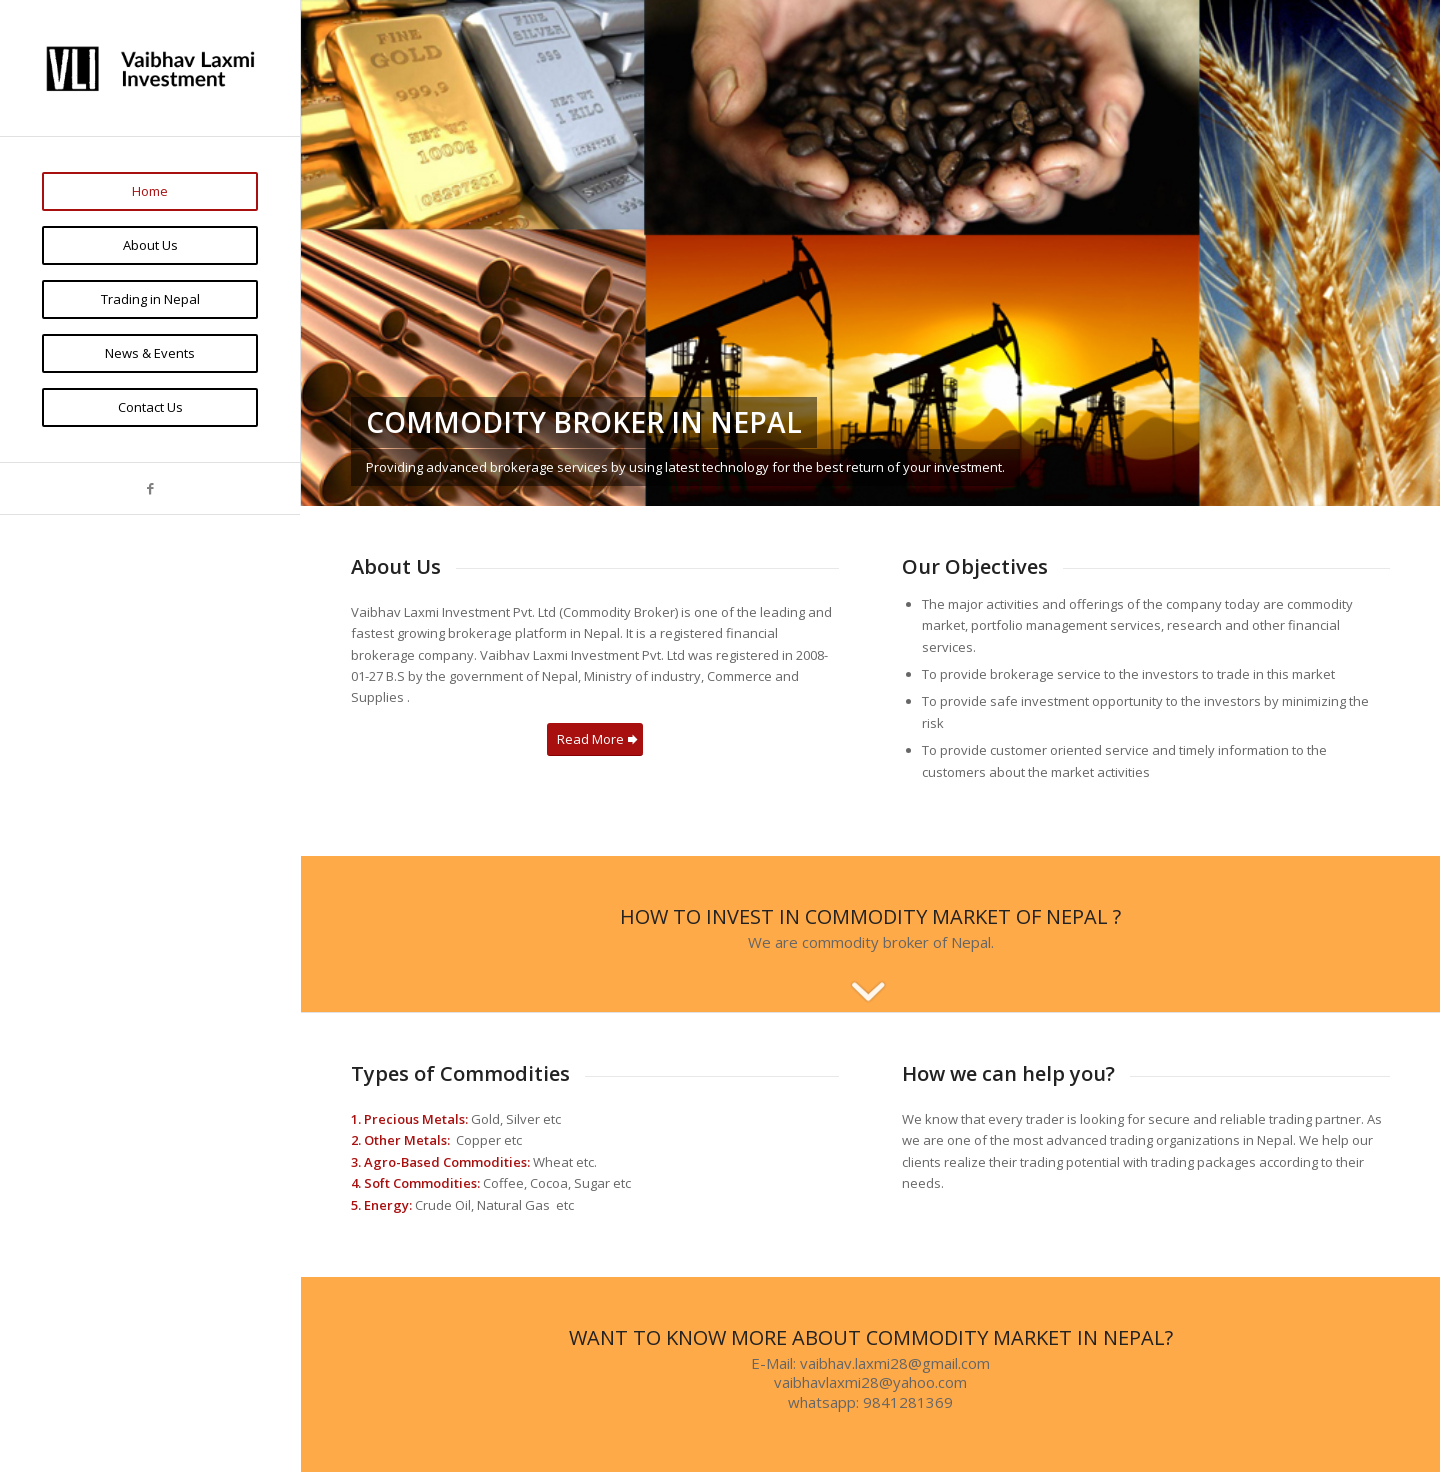 VLI
Vaibhav Laxmi
Investment
Home
About Us
Trading in Nepal
News & Events
Contact Us
FINE
GOLD
999,9
NET WT
1000g
05297301
FINE
SILVER
.999
NET WT
1 KILO
.999
COMMODITY BROKER IN NEPAL
Providing advanced brokerage services by using latest technology for the best return of your investment.
About Us
Vaibhav Laxmi Investment Pvt. Ltd (Commodity Broker) is one of the leading and
fastest growing brokerage platform in Nepal. It is a registered financial
brokerage company. Vaibhav Laxmi Investment Pvt. Ltd was registered in 2008-
01-27 B.S by the government of Nepal, Ministry of industry, Commerce and
Supplies .
Read More
Our Objectives
The major activities and offerings of the company today are commodity
market, portfolio management services, research and other financial
services.
To provide brokerage service to the investors to trade in this market
To provide safe investment opportunity to the investors by minimizing the
risk
To provide customer oriented service and timely information to the
customers about the market activities
HOW TO INVEST IN COMMODITY MARKET OF NEPAL ?
We are commodity broker of Nepal.
Types of Commodities
1. Precious Metals: Gold, Silver etc
2. Other Metals:  Copper etc
3. Agro-Based Commodities: Wheat etc.
4. Soft Commodities: Coffee, Cocoa, Sugar etc
5. Energy: Crude Oil, Natural Gas  etc
How we can help you?
We know that every trader is looking for secure and reliable trading partner. As
we are one of the most advanced trading organizations in Nepal. We help our
clients realize their trading potential with trading packages according to their
needs.
WANT TO KNOW MORE ABOUT COMMODITY MARKET IN NEPAL?
E-Mail: vaibhav.laxmi28@gmail.com
vaibhavlaxmi28@yahoo.com
whatsapp: 9841281369